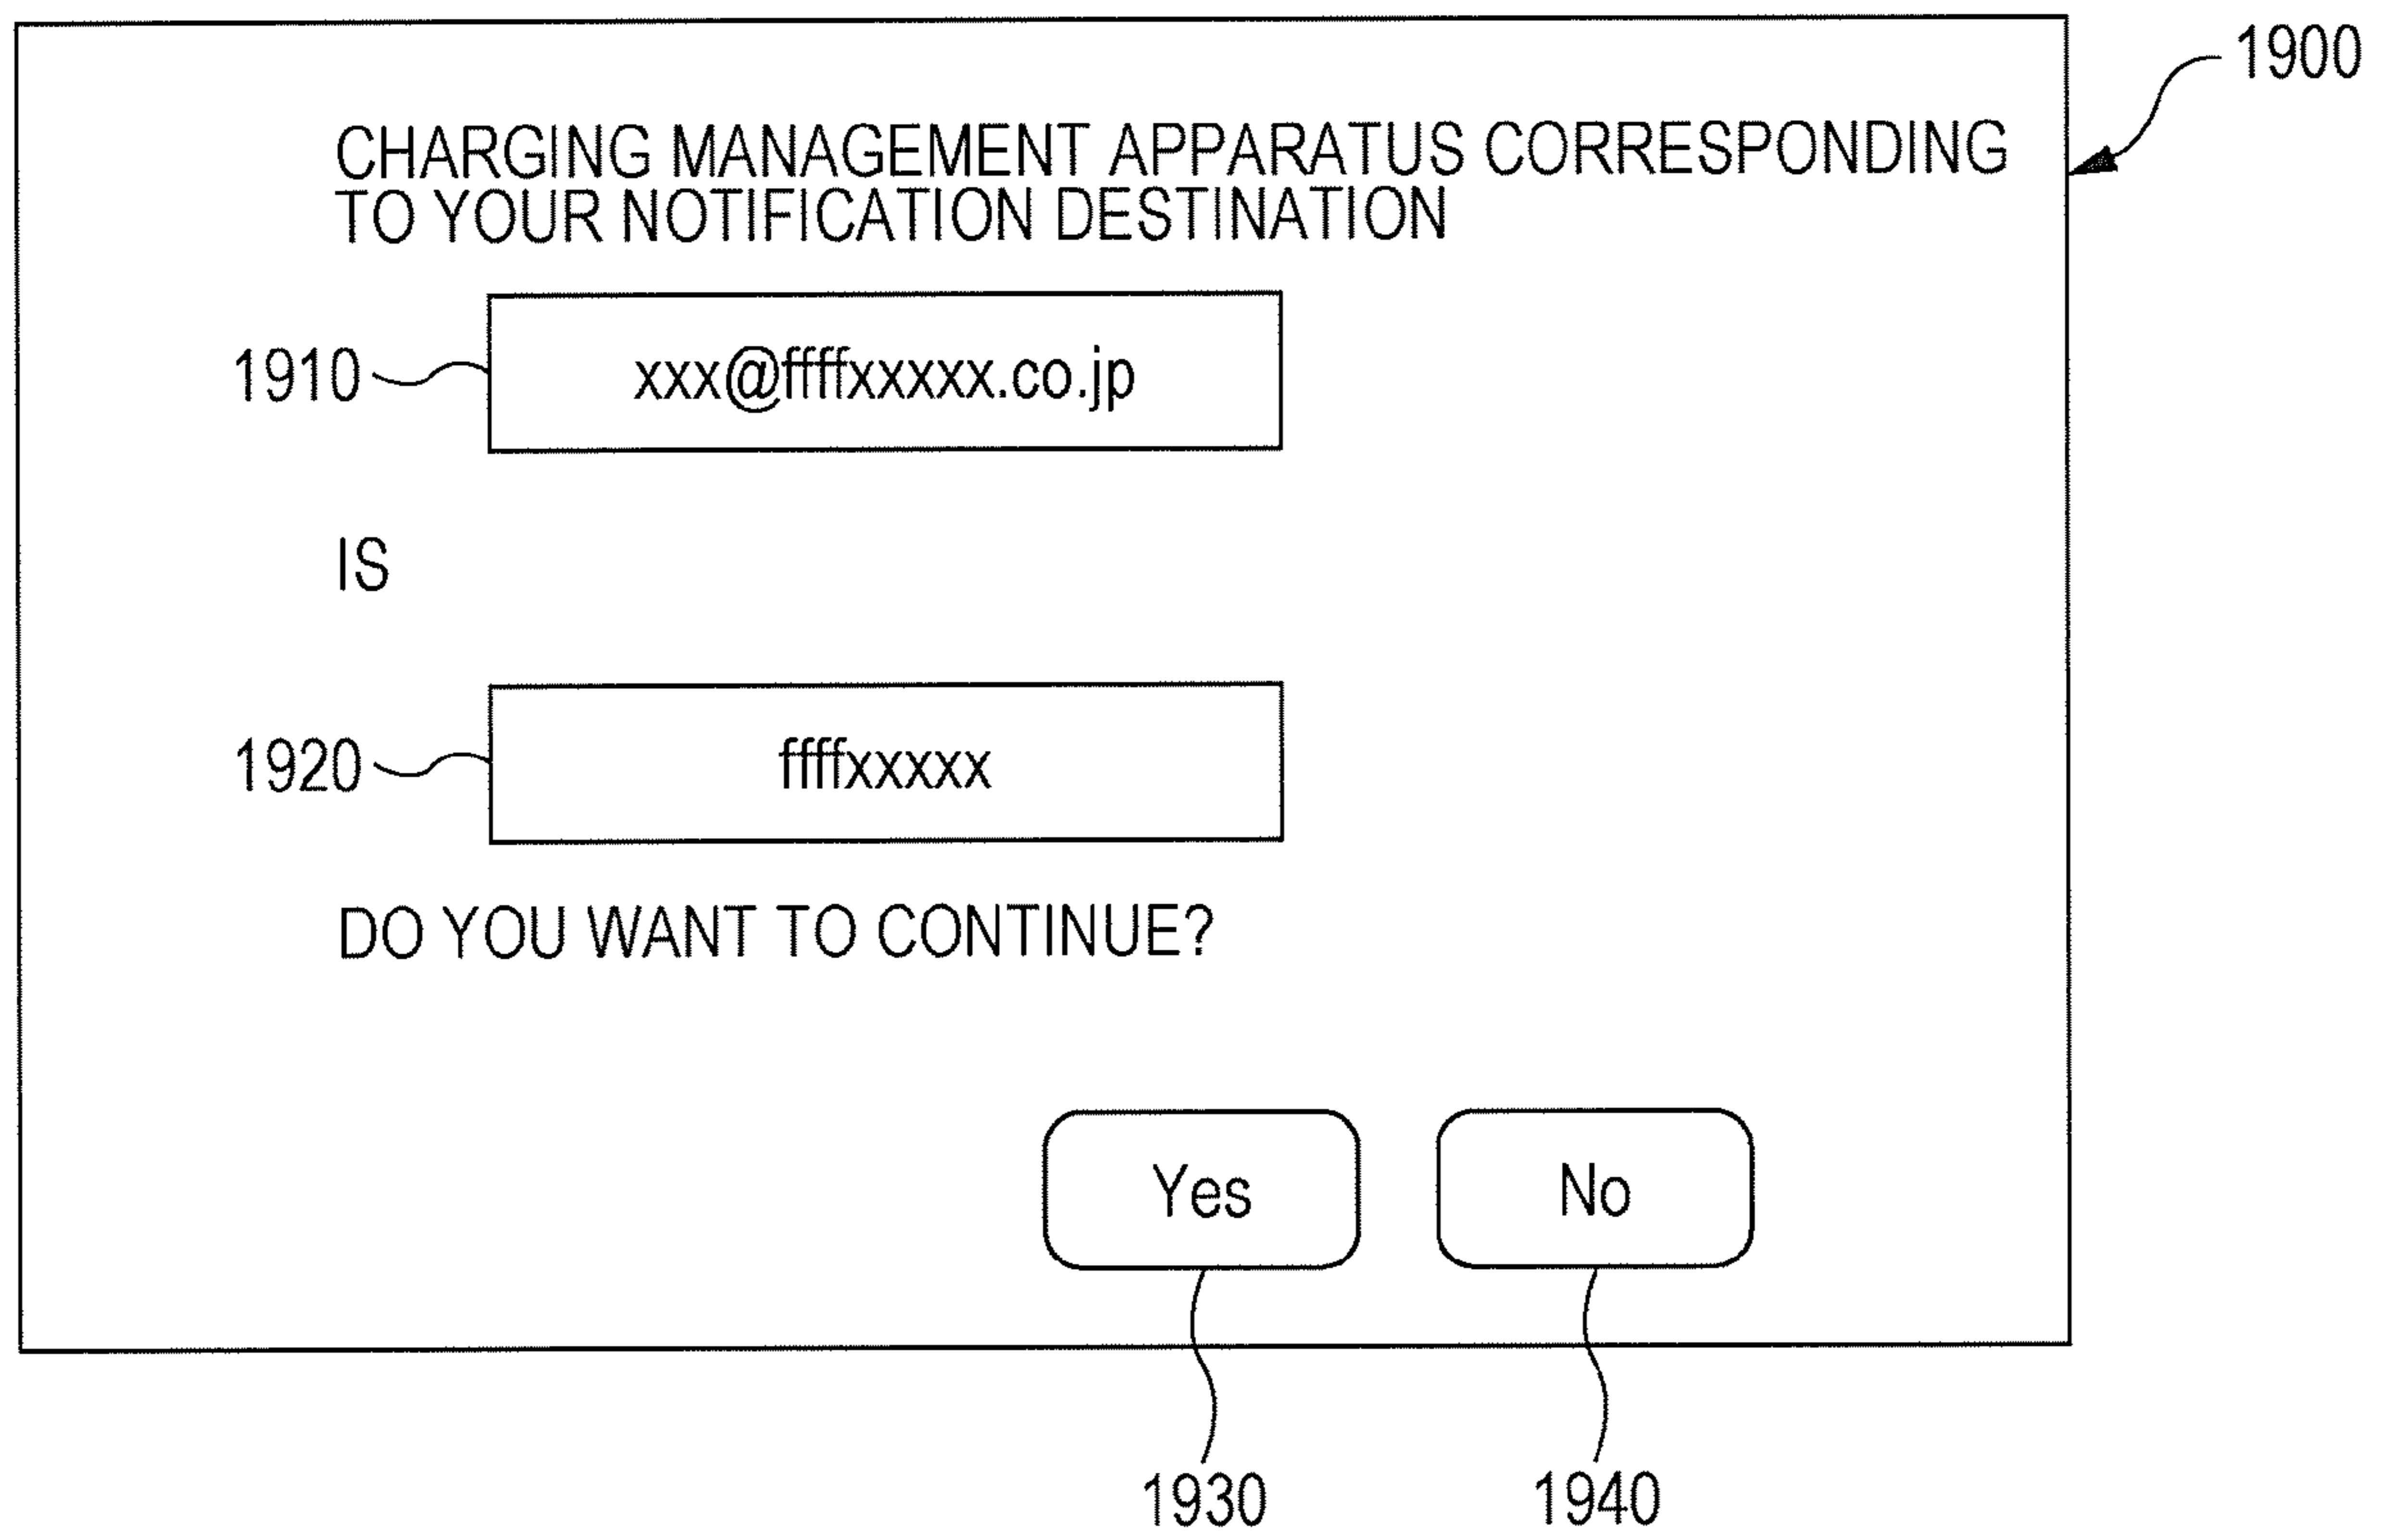 1900
CHARGING MANAGEMENT APPARATUS CORRESPONDING
TO YOUR NOTIFICATION DESTINATION
1910
xxx@ffffxxxxx.co.jp
IS
1920
ffffxxxxx
DO YOU WANT TO CONTINUE?
Yes
No
1930
1940